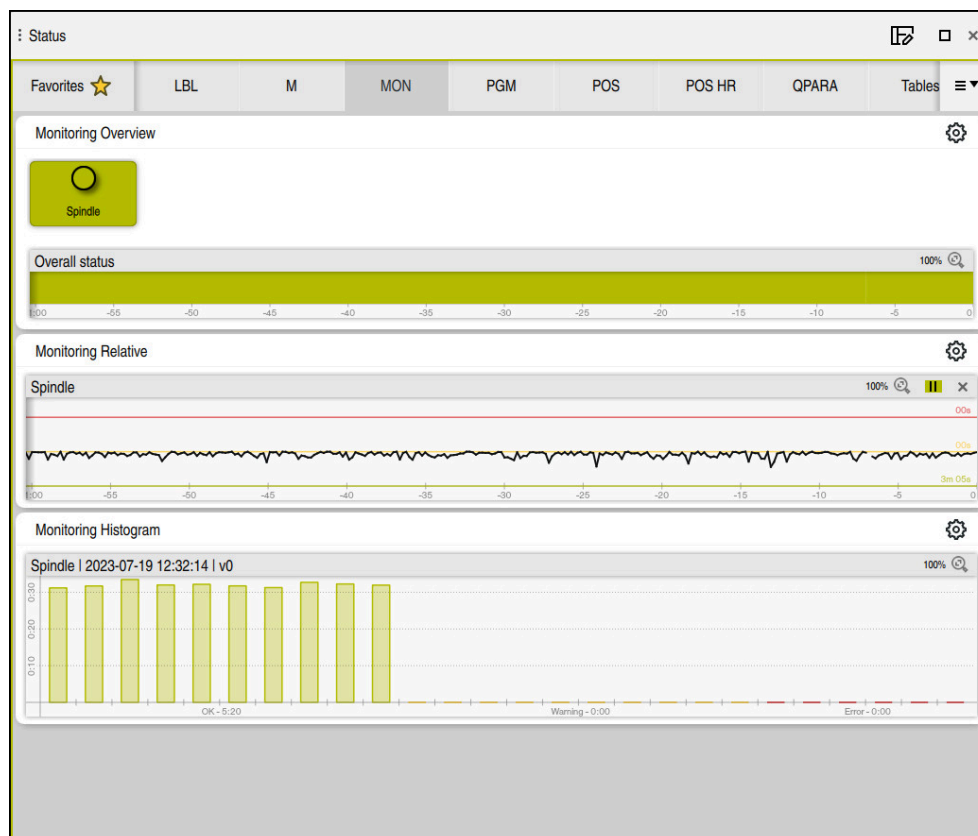 Status
Favorites LBL M MON PGM POS POS HR QPARA Tables
Monitoring Overview
Spindle
Overall status 100%
1:00 -55 -50 -45 -40 -35 -30 -25 -20 -15 -10 -5 0
Monitoring Relative
Spindle 100%
00s
00s
3m 05s
1:00 -55 -50 -45 -40 -35 -30 -25 -20 -15 -10 -5 0
Monitoring Histogram
Spindle | 2023-07-19 12:32:14 | v0 100%
0:30
0:20
0:10
OK - 5:20 Warning - 0:00 Error - 0:00